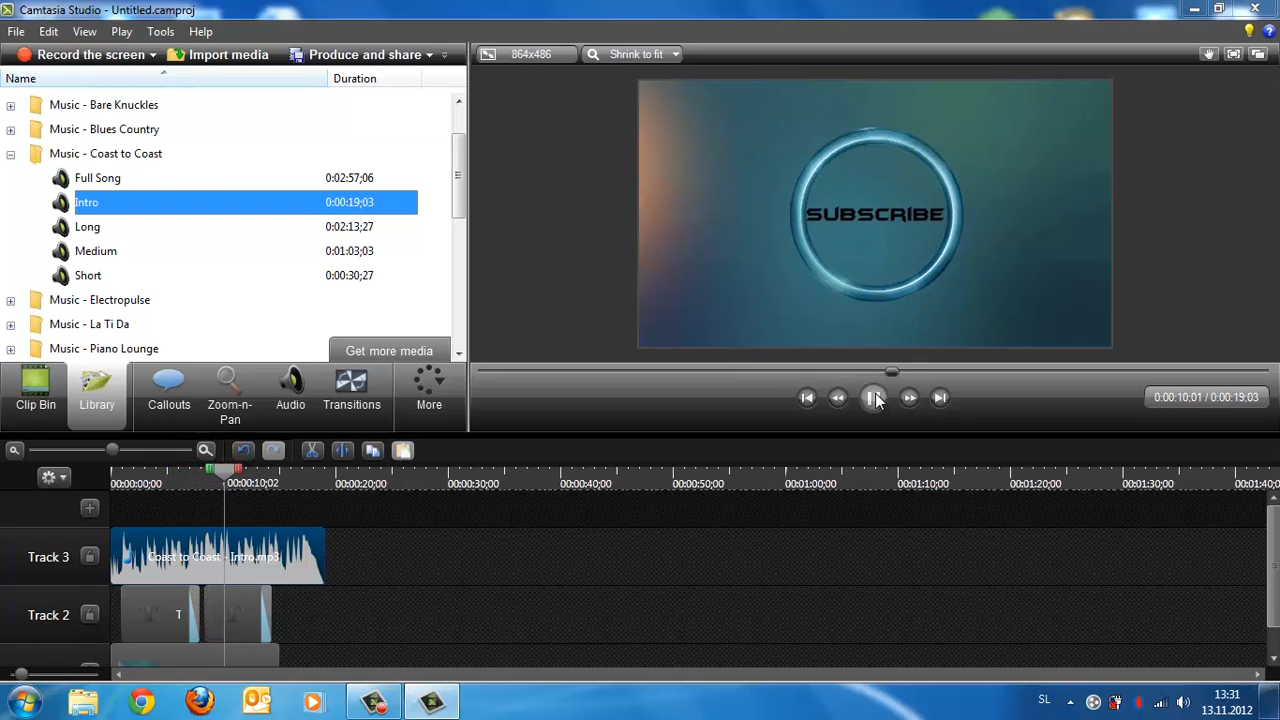 Camtasia Studio - Untitled.camproj
File Edit View Play Tools Help
Record the screen Import media Produce and share
864x486 Shrink to fit
Name Duration
Music - Bare Knuckles
Music - Blues Country
Music - Coast to Coast
Full Song 0:02:57;06
Intro 0:00:19;03
Long 0:02:13;27
Medium 0:01:03;03
Short 0:00:30;27
Music - Electropulse
Music - La Ti Da
Music - Piano Lounge
Get more media
SUBSCRIBE
Clip Bin Library Callouts Zoom-n-Pan Audio Transitions More
0:00:10;01 / 0:00:19;03
00:00:00;00 00:00:10;02 00:00:20;00 00:00:30;00 00:00:40;00 00:00:50;00 00:01:00;00 00:01:10;00 00:01:20;00 00:01:30;00 00:01:40;0
Track 3 Coast to Coast - Intro.mp3
Track 2 T
SL 13:31
13.11.2012